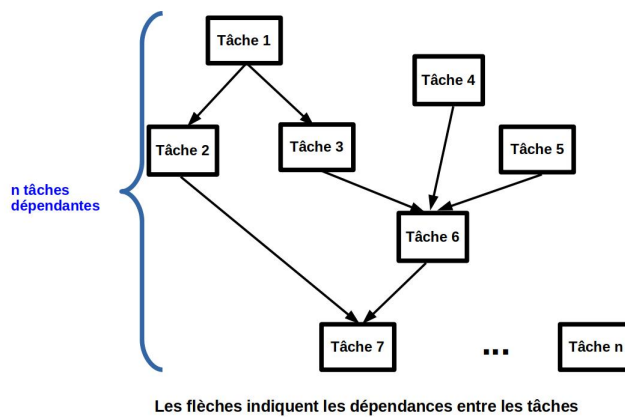 Tâche 1
Tâche 4
Tâche 2
Tâche 3
Tâche 5
n tâches
dépendantes
Tâche 6
Tâche 7
...
Tâche n
Les flèches indiquent les dépendances entre les tâches